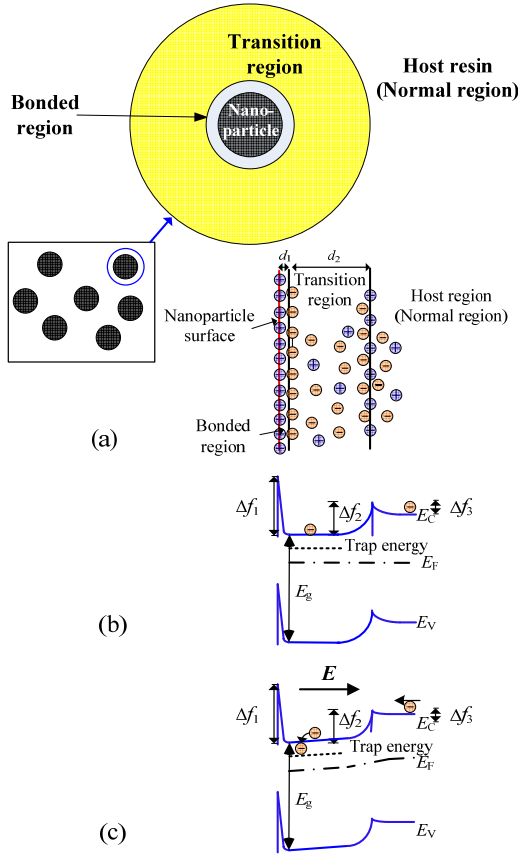 Transition
region
Host resin
(Normal region)
Bonded
region
Nano-
particle
d1
d2
Transition
region
Host region
(Normal region)
Nanoparticle
surface
Bonded
region
(a)
Δf1
Δf2
EC
Δf3
Trap energy
EF
Eg
EV
(b)
E
Δf1
Δf2
EC
Δf3
Trap energy
EF
Eg
EV
(c)